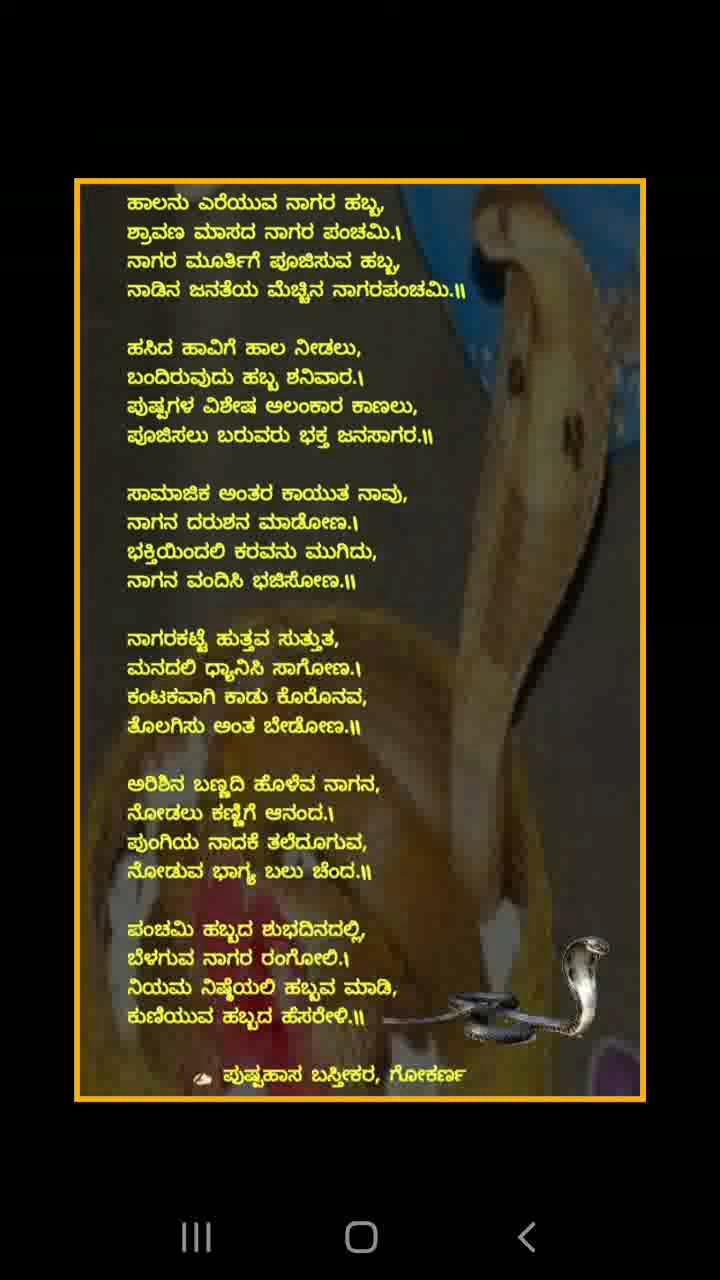 ಹಾಲನು ಎರೆಯುವ ನಾಗರ ಹಬ್ಬ,
ಶ್ರಾವಣ ಮಾಸದ ನಾಗರ ಪಂಚಮಿ.।
ನಾಗರ ಮೂರ್ತಿಗೆ ಪೂಜಿಸುವ ಹಬ್ಬ,
ನಾಡಿನ ಜನತೆಯ ಮೆಚ್ಚಿನ ನಾಗರಪಂಚಮಿ.॥
ಹಸಿದ ಹಾವಿಗೆ ಹಾಲ ನೀಡಲು,
ಬಂದಿರುವುದು ಹಬ್ಬ ಶನಿವಾರ.।
ಪುಷ್ಪಗಳ ವಿಶೇಷ ಅಲಂಕಾರ ಕಾಣಲು,
ಪೂಜಿಸಲು ಬರುವರು ಭಕ್ತ ಜನಸಾಗರ.॥
ಸಾಮಾಜಿಕ ಅಂತರ ಕಾಯುತ ನಾವು,
ನಾಗನ ದರುಶನ ಮಾಡೋಣ.।
ಭಕ್ತಿಯಿಂದಲಿ ಕರವನು ಮುಗಿದು,
ನಾಗನ ವಂದಿಸಿ ಭಜಿಸೋಣ.॥
ನಾಗರಕಟ್ಟೆ ಹುತ್ತವ ಸುತ್ತುತ,
ಮನದಲಿ ಧ್ಯಾನಿಸಿ ಸಾಗೋಣ.।
ಕಂಟಕವಾಗಿ ಕಾಡು ಕೊರೊನವ,
ತೊಲಗಿಸು ಅಂತ ಬೇಡೋಣ.॥
ಅರಿಶಿನ ಬಣ್ಣದಿ ಹೊಳೆವ ನಾಗನ,
ನೋಡಲು ಕಣ್ಣಿಗೆ ಆನಂದ.।
ಪುಂಗಿಯ ನಾದಕೆ ತಲೆದೂಗುವ,
ನೋಡುವ ಭಾಗ್ಯ ಬಲು ಚೆಂದ.॥
ಪಂಚಮಿ ಹಬ್ಬದ ಶುಭದಿನದಲ್ಲಿ,
ಬೆಳಗುವ ನಾಗರ ರಂಗೋಲಿ.।
ನಿಯಮ ನಿಷ್ಠೆಯಲಿ ಹಬ್ಬವ ಮಾಡಿ,
ಕುಣಿಯುವ ಹಬ್ಬದ ಹೆಸರೇಳಿ.॥
✍🏻 ಪುಷ್ಪಹಾಸ ಬಸ್ತೀಕರ, ಗೋಕರ್ಣ